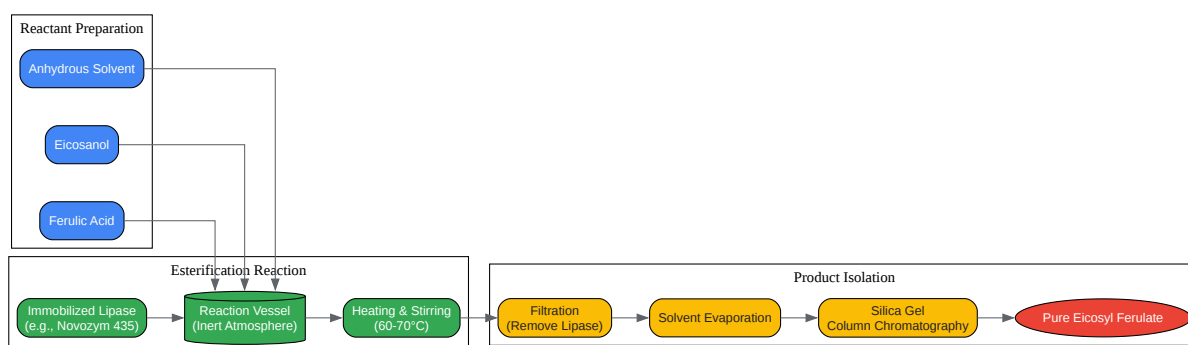 Reactant Preparation
Anhydrous Solvent
Eicosanol
Ferulic Acid
Esterification Reaction
Immobilized Lipase
(e.g., Novozym 435)
Reaction Vessel
(Inert Atmosphere)
Heating & Stirring
(60-70°C)
Product Isolation
Filtration
(Remove Lipase)
Solvent Evaporation
Silica Gel
Column Chromatography
Pure Eicosyl Ferulate